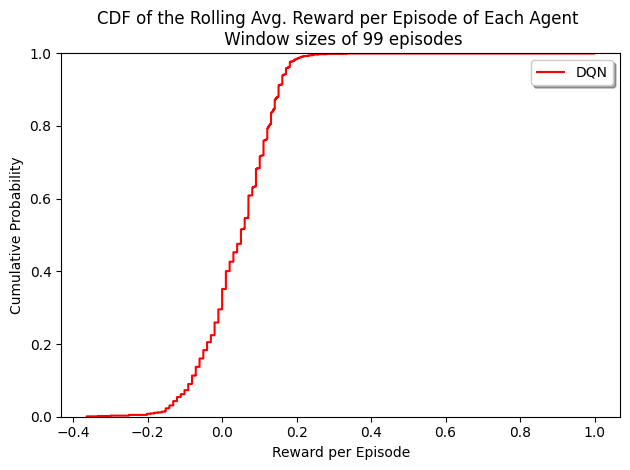 CDF of the Rolling Avg. Reward per Episode of Each Agent
Window sizes of 99 episodes
DQN
Cumulative Probability
1.0
0.8
0.6
0.4
0.2
0.0
−0.4 −0.2 0.0 0.2 0.4 0.6 0.8 1.0
Reward per Episode